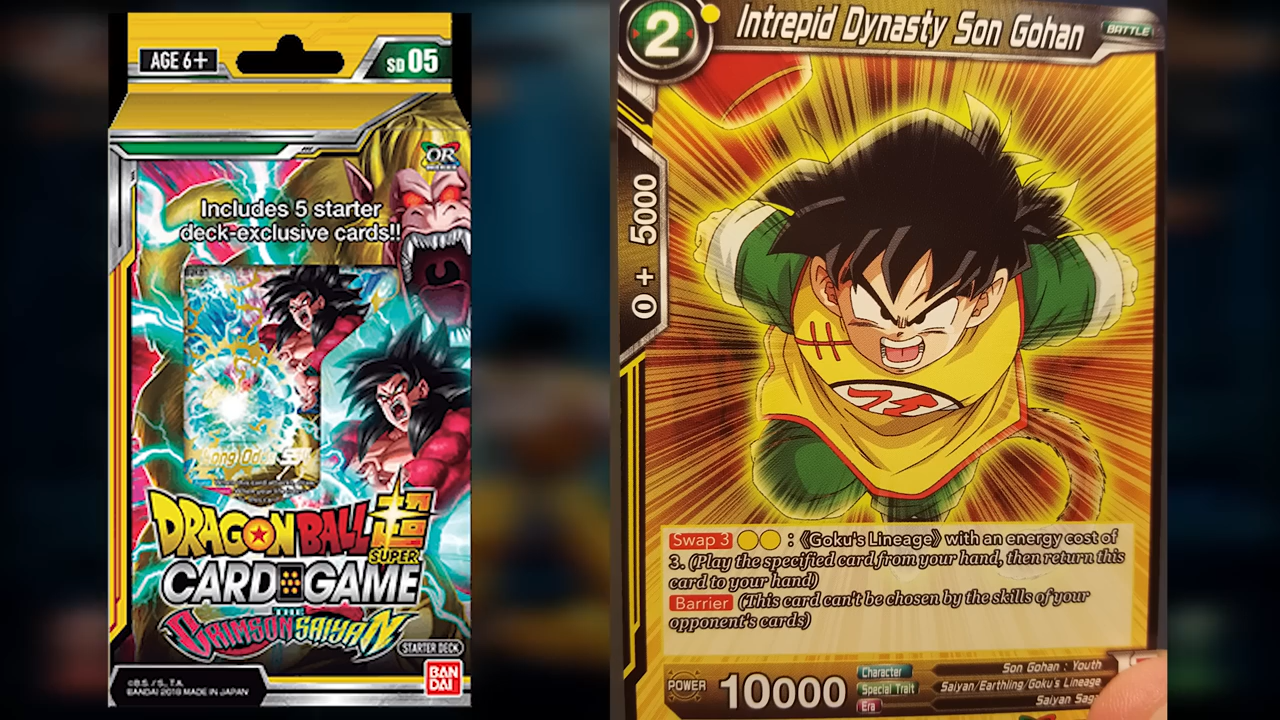 AGE 6+
SD 05
Includes 5 starter
deck-exclusive cards!!
DRAGON BALL 超
SUPER
CARD GAME
THE
CRIMSON SAIYAN
STARTER DECK
©B.S./S., T.A.
BANDAI 2018 MADE IN JAPAN
BAN
DAI
2
Intrepid Dynasty Son Gohan
BATTLE
0 + 5000
Swap 3 : 《Goku's Lineage》 with an energy cost of
3. (Play the specified card from your hand, then return this
card to your hand)
Barrier (This card can't be chosen by the skills of your
opponent's cards)
POWER
10000
Character
Son Gohan : Youth
Special Trait
Saiyan/Earthling/Goku's Lineage
Era
Saiyan Saga